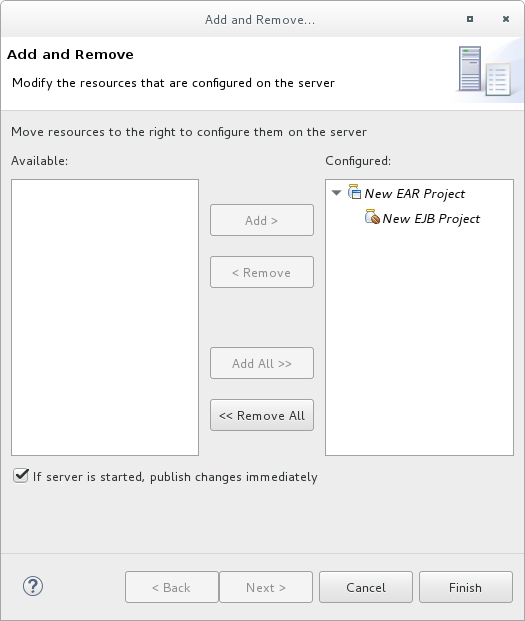 Add and Remove...
Add and Remove
Modify the resources that are configured on the server
Move resources to the right to configure them on the server
Available:
Configured:
New EAR Project
New EJB Project
Add >
< Remove
Add All >>
<< Remove All
If server is started, publish changes immediately
?
< Back
Next >
Cancel
Finish